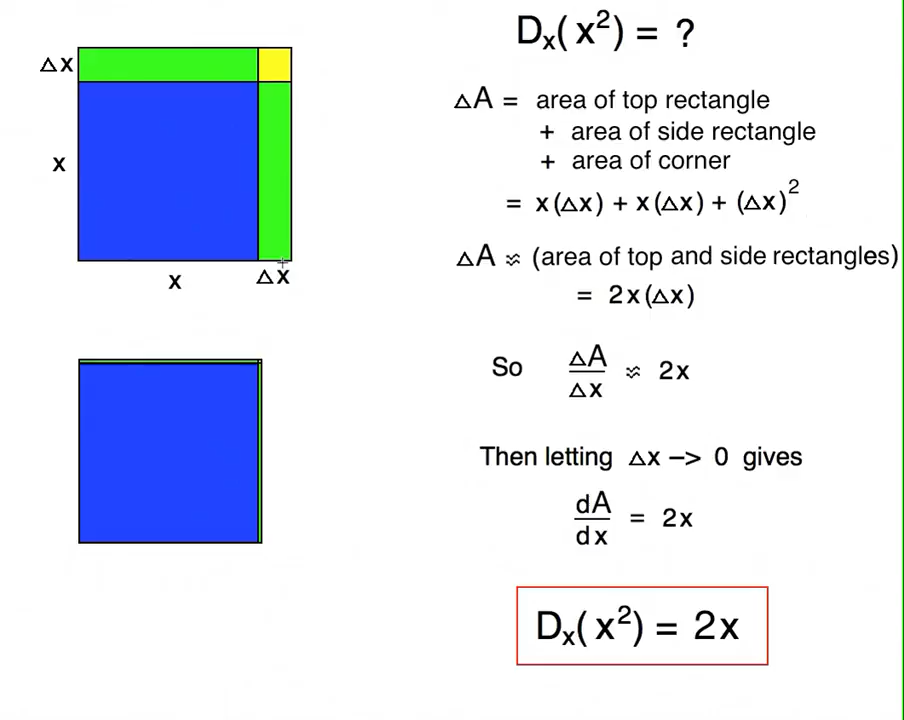 Dₓ(x²) = ?
△x
△A = area of top rectangle
+ area of side rectangle
+ area of corner
x
= x(△x) + x(△x) + (△x)²
△A ≈ (area of top and side rectangles)
x △x
= 2x(△x)
So △A/△x ≈ 2x
Then letting △x –> 0 gives
dA/dx = 2x
Dₓ(x²) = 2x